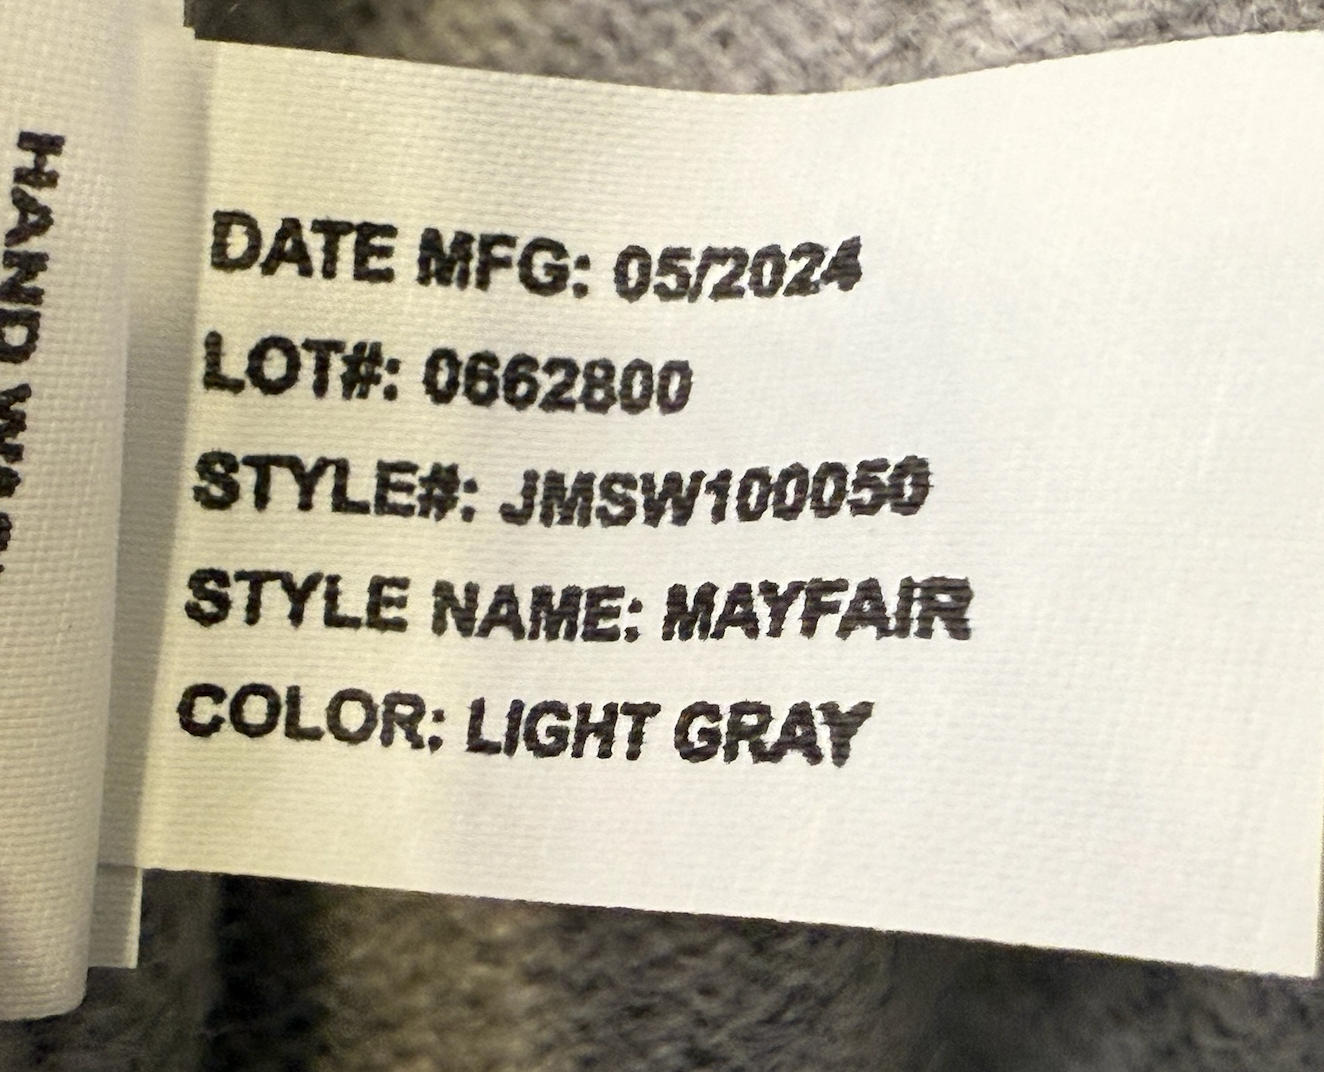 DATE MFG: 05/2024
LOT#: 0662800
STYLE#: JMSW100050
STYLE NAME: MAYFAIR
COLOR: LIGHT GRAY
HAND